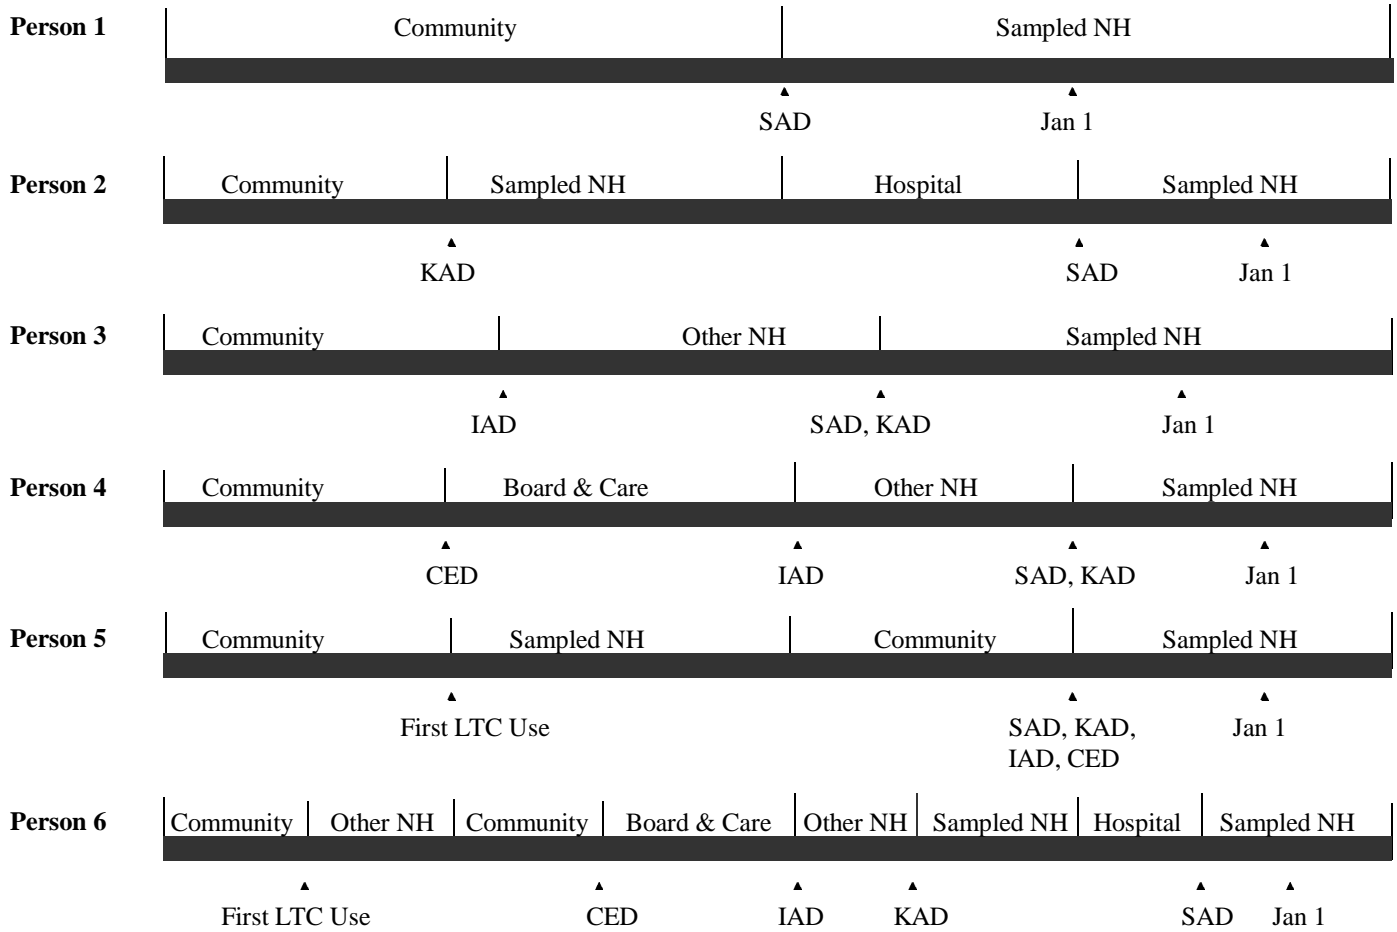 Person 1 Community Sampled NH
SAD Jan 1
Person 2 Community Sampled NH Hospital Sampled NH
KAD SAD Jan 1
Person 3 Community Other NH Sampled NH
IAD SAD, KAD Jan 1
Person 4 Community Board & Care Other NH Sampled NH
CED IAD SAD, KAD Jan 1
Person 5 Community Sampled NH Community Sampled NH
First LTC Use SAD, KAD, Jan 1
IAD, CED
Person 6 Community Other NH Community Board & Care Other NH Sampled NH Hospital Sampled NH
First LTC Use CED IAD KAD SAD Jan 1